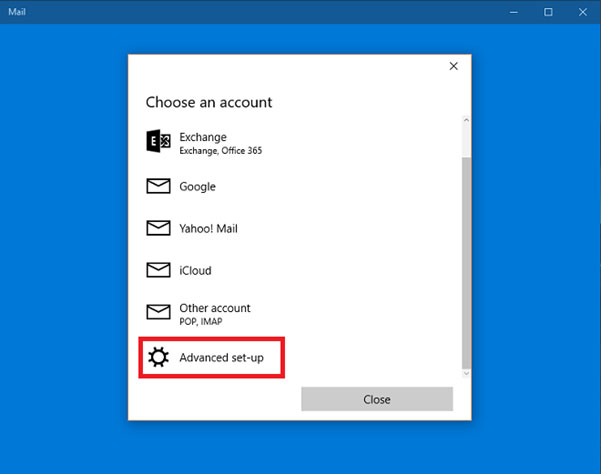 Mail
Choose an account
Exchange
Exchange, Office 365
Google
Yahoo! Mail
iCloud
Other account
POP, IMAP
Advanced set-up
Close